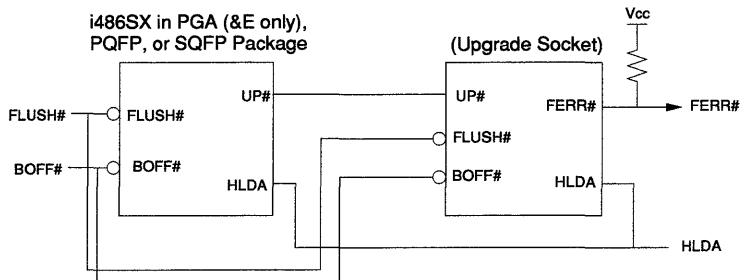 i486SX in PGA (&E only),
PQFP, or SQFP Package
(Upgrade Socket)
Vcc
UP#
UP#
FERR#
FERR#
FLUSH#
FLUSH#
FLUSH#
BOFF#
BOFF#
BOFF#
HLDA
HLDA
HLDA